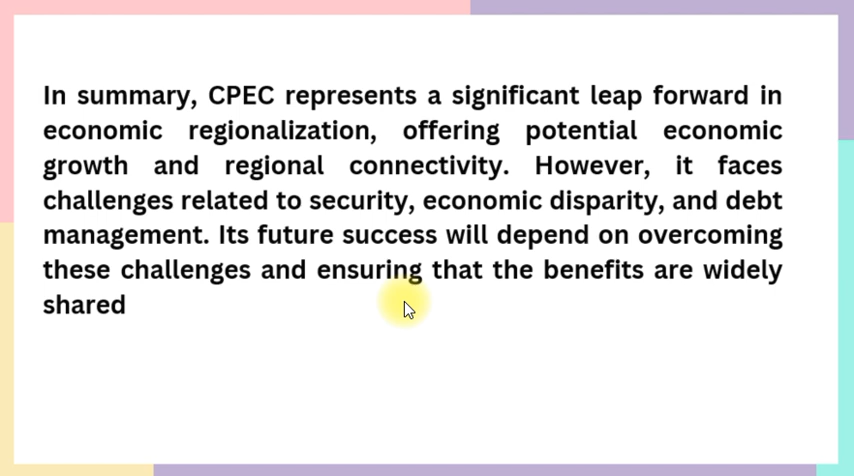 In summary, CPEC represents a significant leap forward in
economic regionalization, offering potential economic
growth and regional connectivity. However, it faces
challenges related to security, economic disparity, and debt
management. Its future success will depend on overcoming
these challenges and ensuring that the benefits are widely
shared